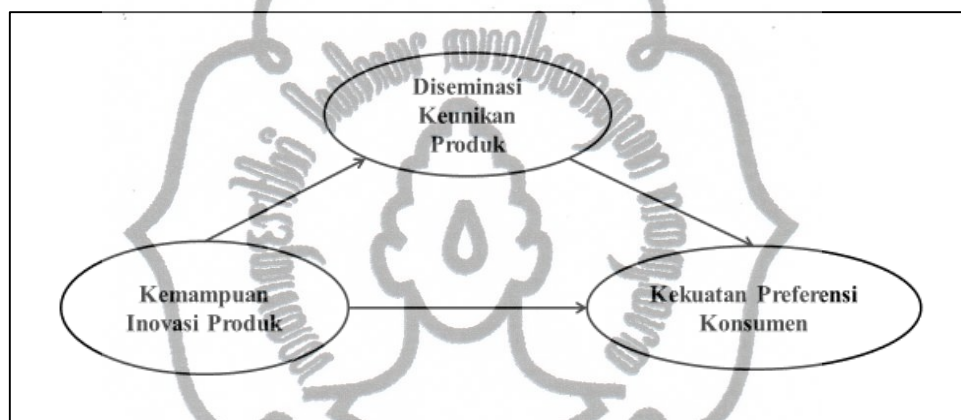 Diseminasi
Keunikan
Produk
Kemampuan
Inovasi Produk
Kekuatan Preferensi
Konsumen